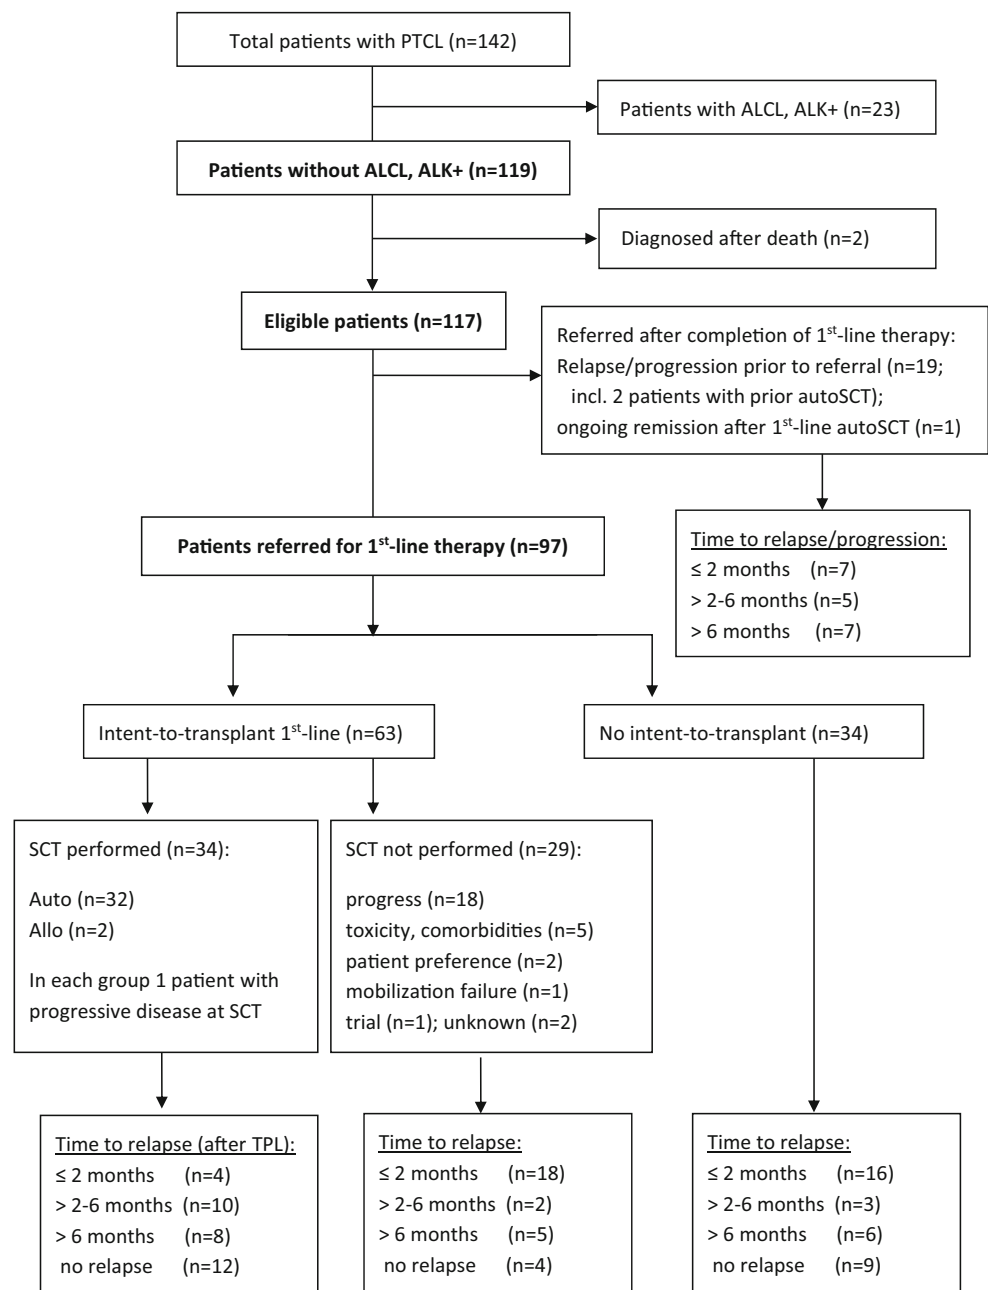 Total patients with PTCL (n=142)
Patients with ALCL, ALK+ (n=23)
Patients without ALCL, ALK+ (n=119)
Diagnosed after death (n=2)
Eligible patients (n=117)
Referred after completion of 1st-line therapy:
Relapse/progression prior to referral (n=19;
incl. 2 patients with prior autoSCT);
ongoing remission after 1st-line autoSCT (n=1)
Patients referred for 1st-line therapy (n=97)
Time to relapse/progression:
≤ 2 months (n=7)
> 2-6 months (n=5)
> 6 months (n=7)
Intent-to-transplant 1st-line (n=63)
No intent-to-transplant (n=34)
SCT performed (n=34):
Auto (n=32)
Allo (n=2)
In each group 1 patient with
progressive disease at SCT
SCT not performed (n=29):
progress (n=18)
toxicity, comorbidities (n=5)
patient preference (n=2)
mobilization failure (n=1)
trial (n=1); unknown (n=2)
Time to relapse (after TPL):
≤ 2 months (n=4)
> 2-6 months (n=10)
> 6 months (n=8)
no relapse (n=12)
Time to relapse:
≤ 2 months (n=18)
> 2-6 months (n=2)
> 6 months (n=5)
no relapse (n=4)
Time to relapse:
≤ 2 months (n=16)
> 2-6 months (n=3)
> 6 months (n=6)
no relapse (n=9)